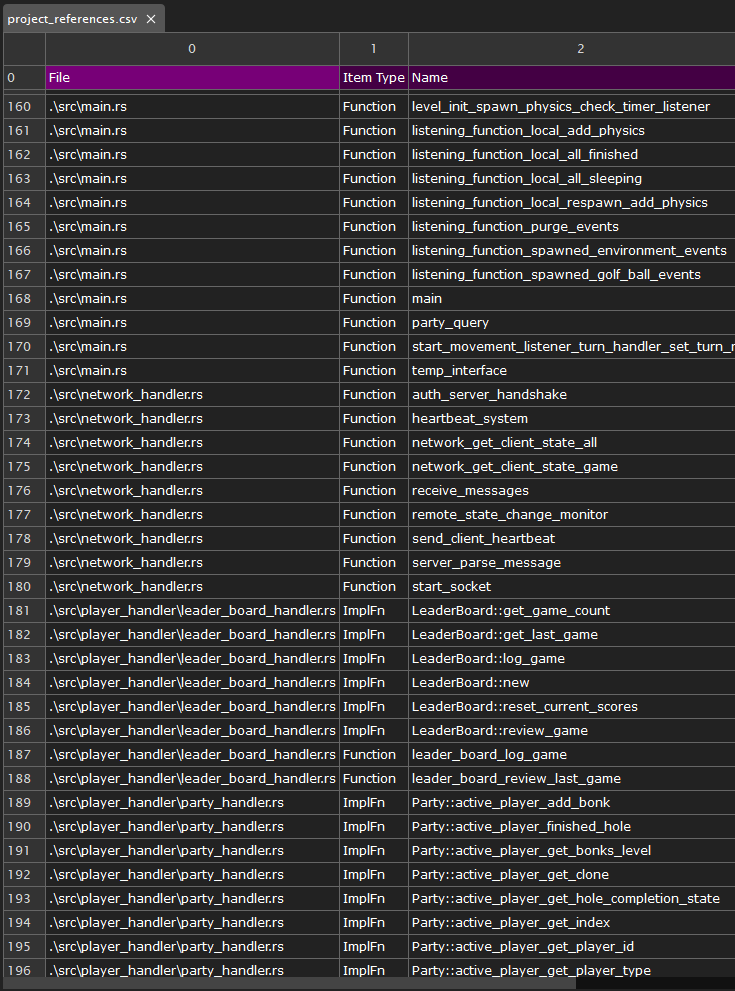 project_references.csv ×
0 1 2
0 File Item Type Name
160 .\src\main.rs Function level_init_spawn_physics_check_timer_listener
161 .\src\main.rs Function listening_function_local_add_physics
162 .\src\main.rs Function listening_function_local_all_finished
163 .\src\main.rs Function listening_function_local_all_sleeping
164 .\src\main.rs Function listening_function_local_respawn_add_physics
165 .\src\main.rs Function listening_function_purge_events
166 .\src\main.rs Function listening_function_spawned_environment_events
167 .\src\main.rs Function listening_function_spawned_golf_ball_events
168 .\src\main.rs Function main
169 .\src\main.rs Function party_query
170 .\src\main.rs Function start_movement_listener_turn_handler_set_turn_r
171 .\src\main.rs Function temp_interface
172 .\src\network_handler.rs Function auth_server_handshake
173 .\src\network_handler.rs Function heartbeat_system
174 .\src\network_handler.rs Function network_get_client_state_all
175 .\src\network_handler.rs Function network_get_client_state_game
176 .\src\network_handler.rs Function receive_messages
177 .\src\network_handler.rs Function remote_state_change_monitor
178 .\src\network_handler.rs Function send_client_heartbeat
179 .\src\network_handler.rs Function server_parse_message
180 .\src\network_handler.rs Function start_socket
181 .\src\player_handler\leader_board_handler.rs ImplFn LeaderBoard::get_game_count
182 .\src\player_handler\leader_board_handler.rs ImplFn LeaderBoard::get_last_game
183 .\src\player_handler\leader_board_handler.rs ImplFn LeaderBoard::log_game
184 .\src\player_handler\leader_board_handler.rs ImplFn LeaderBoard::new
185 .\src\player_handler\leader_board_handler.rs ImplFn LeaderBoard::reset_current_scores
186 .\src\player_handler\leader_board_handler.rs ImplFn LeaderBoard::review_game
187 .\src\player_handler\leader_board_handler.rs Function leader_board_log_game
188 .\src\player_handler\leader_board_handler.rs Function leader_board_review_last_game
189 .\src\player_handler\party_handler.rs ImplFn Party::active_player_add_bonk
190 .\src\player_handler\party_handler.rs ImplFn Party::active_player_finished_hole
191 .\src\player_handler\party_handler.rs ImplFn Party::active_player_get_bonks_level
192 .\src\player_handler\party_handler.rs ImplFn Party::active_player_get_clone
193 .\src\player_handler\party_handler.rs ImplFn Party::active_player_get_hole_completion_state
194 .\src\player_handler\party_handler.rs ImplFn Party::active_player_get_index
195 .\src\player_handler\party_handler.rs ImplFn Party::active_player_get_player_id
196 .\src\player_handler\party_handler.rs ImplFn Party::active_player_get_player_type